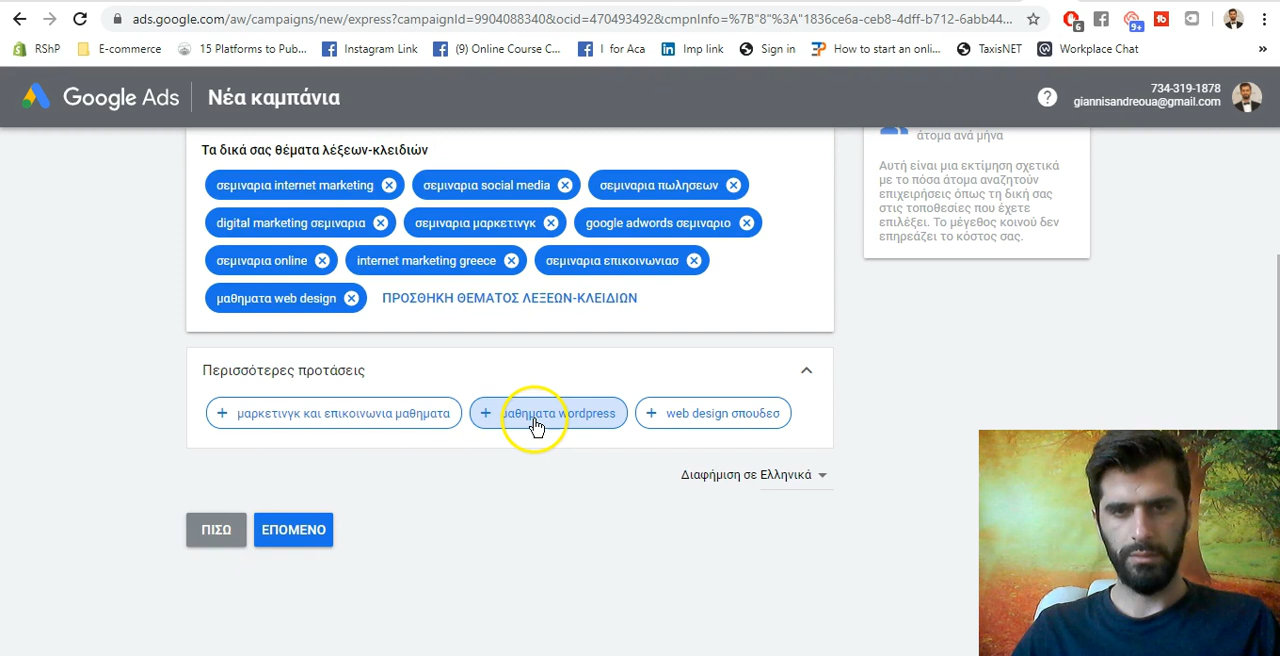 ads.google.com/aw/campaigns/new/express?campaignId=9904088340&ocid=470493492&cmpnInfo=%7B"8"%3A"1836ce6a-ceb8-4dff-b712-6abb44...
6
9+
RShP
E-commerce
15 Platforms to Pub...
Instagram Link
(9) Online Course C...
I for Aca
Imp link
Sign in
How to start an onli...
TaxisNET
Workplace Chat
»
Google Ads
Νέα καμπάνια
734-319-1878
giannisandreoua@gmail.com
Τα δικά σας θέματα λέξεων-κλειδιών
σεμιναρια internet marketing
σεμιναρια social media
σεμιναρια πωλησεων
digital marketing σεμιναρια
σεμιναρια μαρκετινγκ
google adwords σεμιναριο
σεμιναρια online
internet marketing greece
σεμιναρια επικοινωνιασ
μαθηματα web design
ΠΡΟΣΘΗΚΗ ΘΕΜΑΤΟΣ ΛΕΞΕΩΝ-ΚΛΕΙΔΙΩΝ
άτομα ανά μήνα
Αυτή είναι μια εκτίμηση σχετικά
με το πόσα άτομα αναζητούν
επιχειρήσεις όπως τη δική σας
στις τοποθεσίες που έχετε
επιλέξει. Το μέγεθος κοινού δεν
επηρεάζει το κόστος σας.
Περισσότερες προτάσεις
+ μαρκετινγκ και επικοινωνια μαθηματα
+ μαθηματα wordpress
+ web design σπουδεσ
Διαφήμιση σε Ελληνικά
ΠΙΣΩ
ΕΠΟΜΕΝΟ